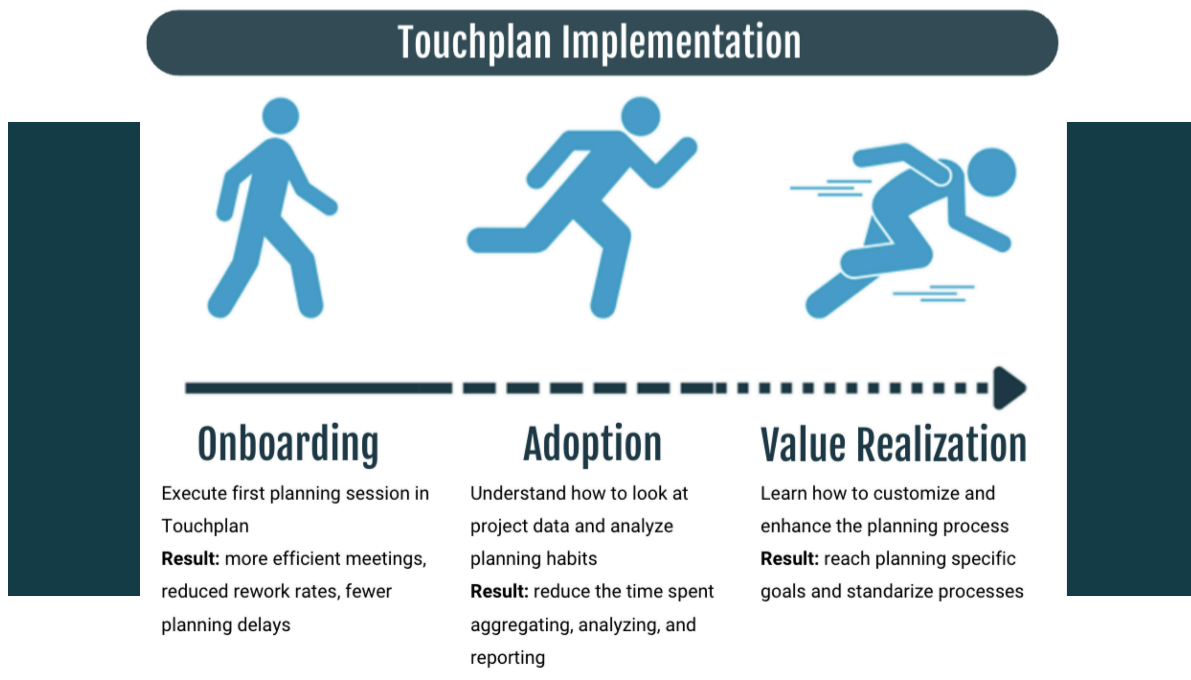 Touchplan Implementation
Onboarding
Execute first planning session in
Touchplan
Result: more efficient meetings,
reduced rework rates, fewer
planning delays
Adoption
Understand how to look at
project data and analyze
planning habits
Result: reduce the time spent
aggregating, analyzing, and
reporting
Value Realization
Learn how to customize and
enhance the planning process
Result: reach planning specific
goals and standarize processes